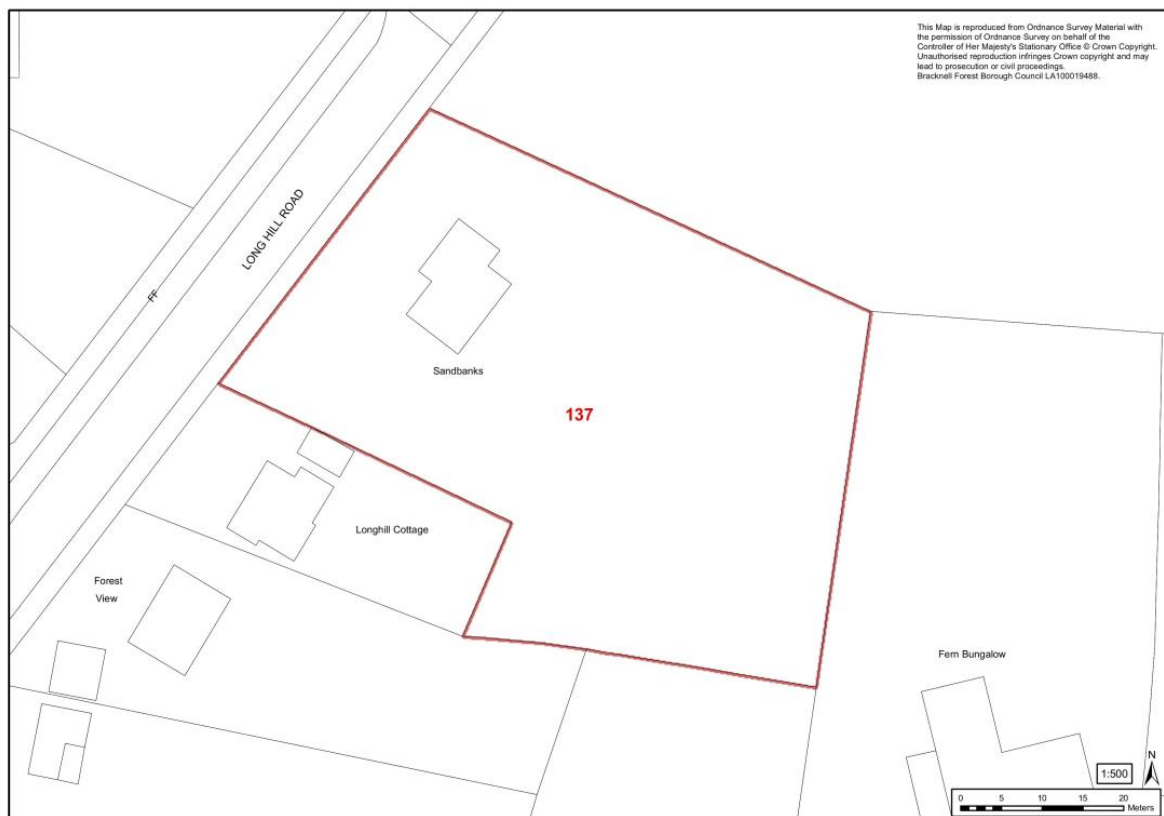 This Map is reproduced from Ordnance Survey Material with
the permission of Ordnance Survey on behalf of the
Controller of Her Majesty's Stationary Office © Crown Copyright.
Unauthorised reproduction infringes Crown copyright and may
lead to prosecution or civil proceedings.
Bracknell Forest Borough Council LA100019488.
LONG HILL ROAD
FF
Sandbanks
137
Longhill Cottage
Forest
View
Fern Bungalow
N
1:500
0 5 10 15 20
Meters